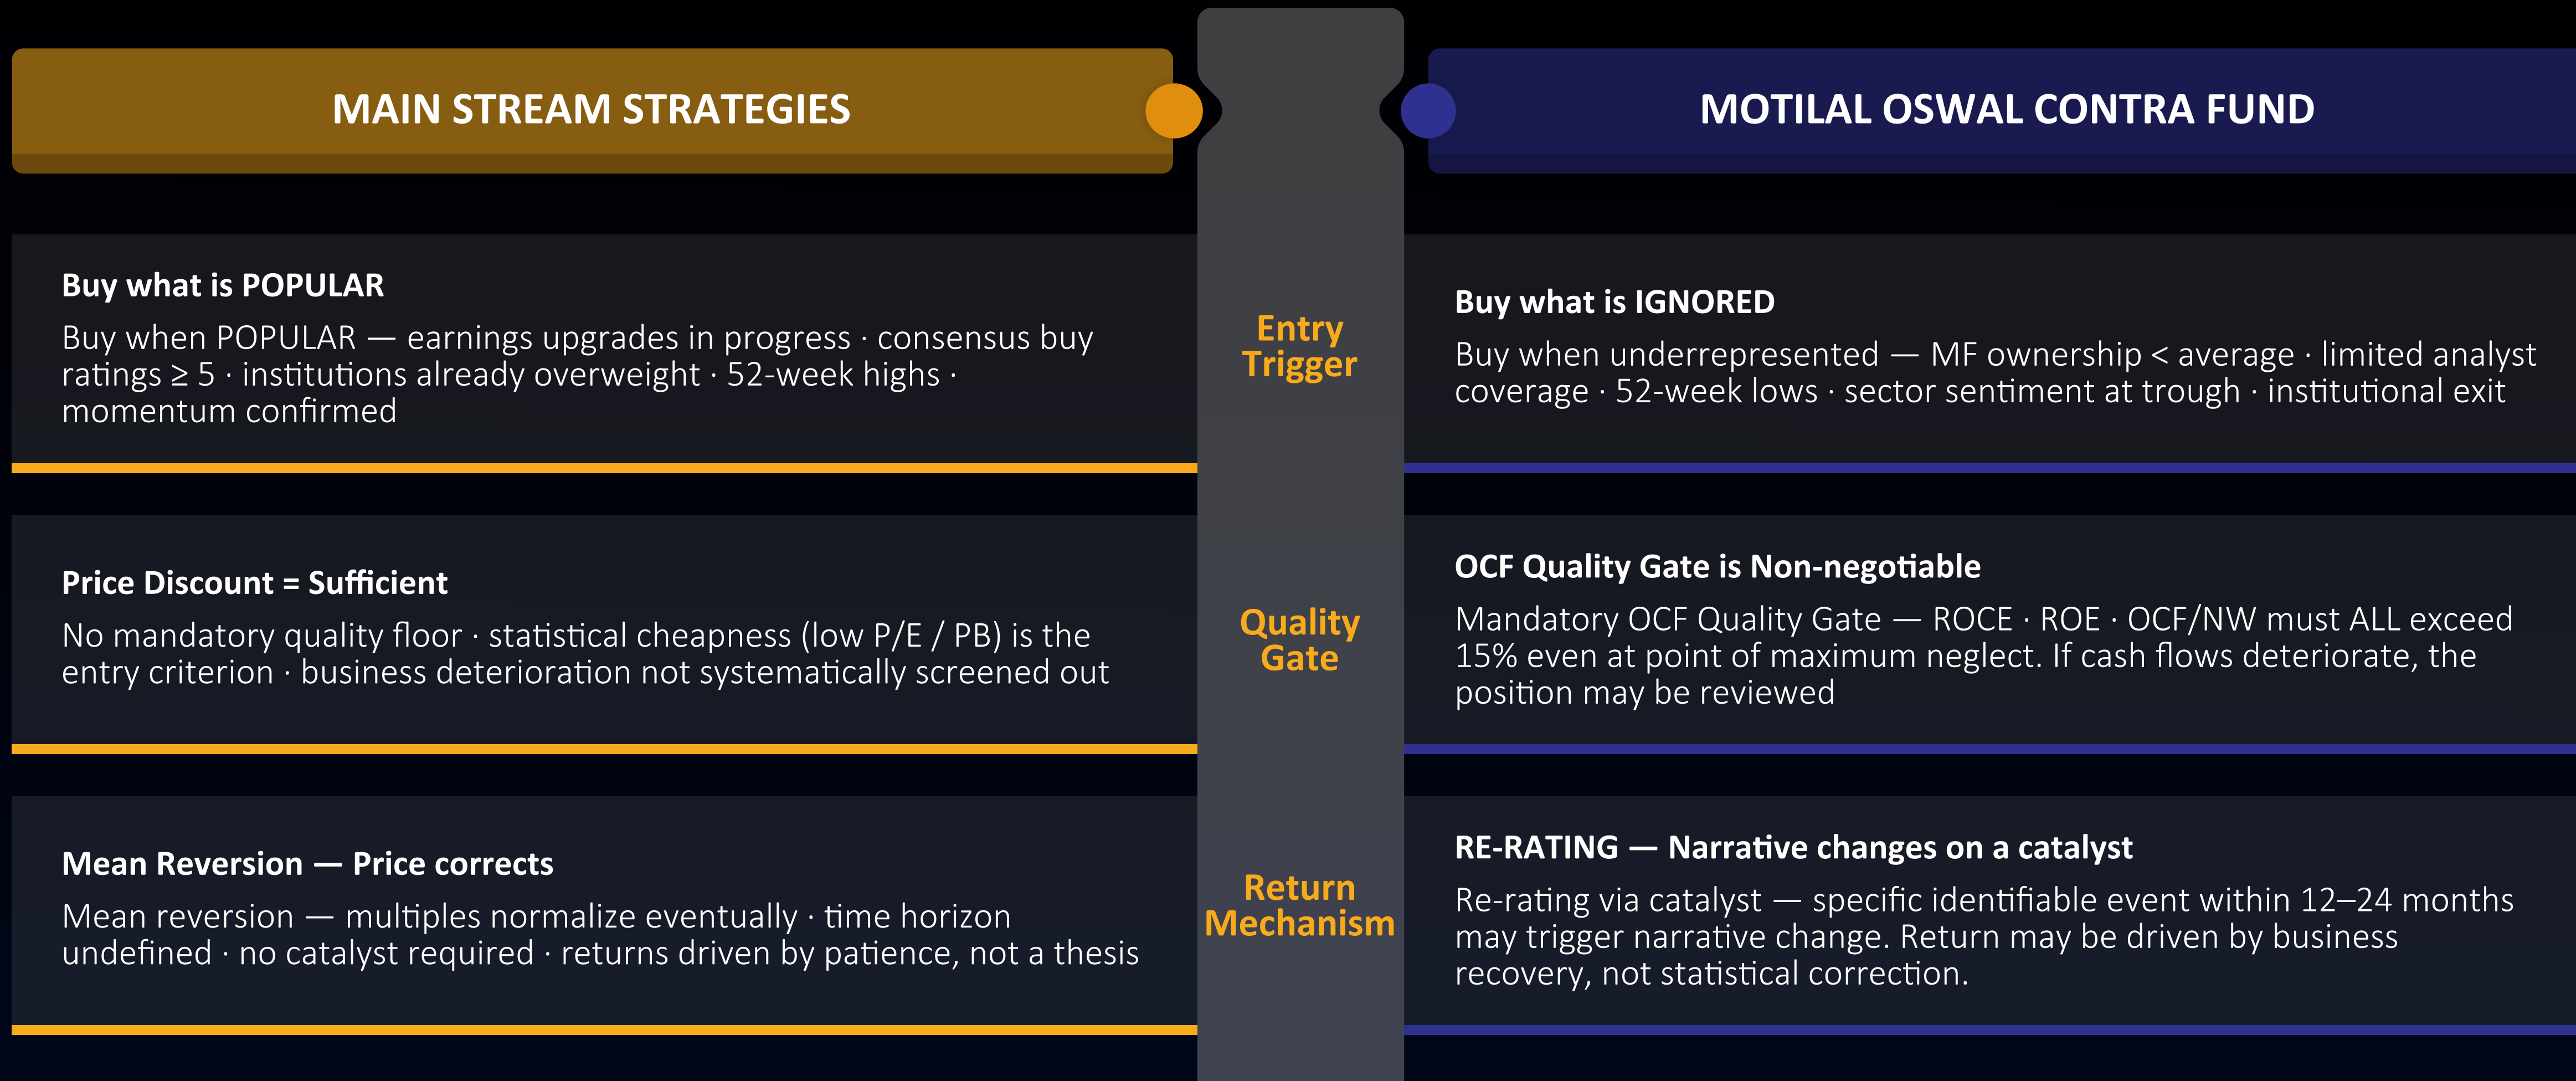 MAIN STREAM STRATEGIES
MOTILAL OSWAL CONTRA FUND
Buy what is POPULAR
Buy when POPULAR — earnings upgrades in progress · consensus buy
ratings ≥ 5 · institutions already overweight · 52-week highs ·
momentum confirmed
Entry
Trigger
Buy what is IGNORED
Buy when underrepresented — MF ownership < average · limited analyst
coverage · 52-week lows · sector sentiment at trough · institutional exit
Price Discount = Sufficient
No mandatory quality floor · statistical cheapness (low P/E / PB) is the
entry criterion · business deterioration not systematically screened out
Quality
Gate
OCF Quality Gate is Non-negotiable
Mandatory OCF Quality Gate — ROCE · ROE · OCF/NW must ALL exceed
15% even at point of maximum neglect. If cash flows deteriorate, the
position may be reviewed
Mean Reversion — Price corrects
Mean reversion — multiples normalize eventually · time horizon
undefined · no catalyst required · returns driven by patience, not a thesis
Return
Mechanism
RE-RATING — Narrative changes on a catalyst
Re-rating via catalyst — specific identifiable event within 12–24 months
may trigger narrative change. Return may be driven by business
recovery, not statistical correction.